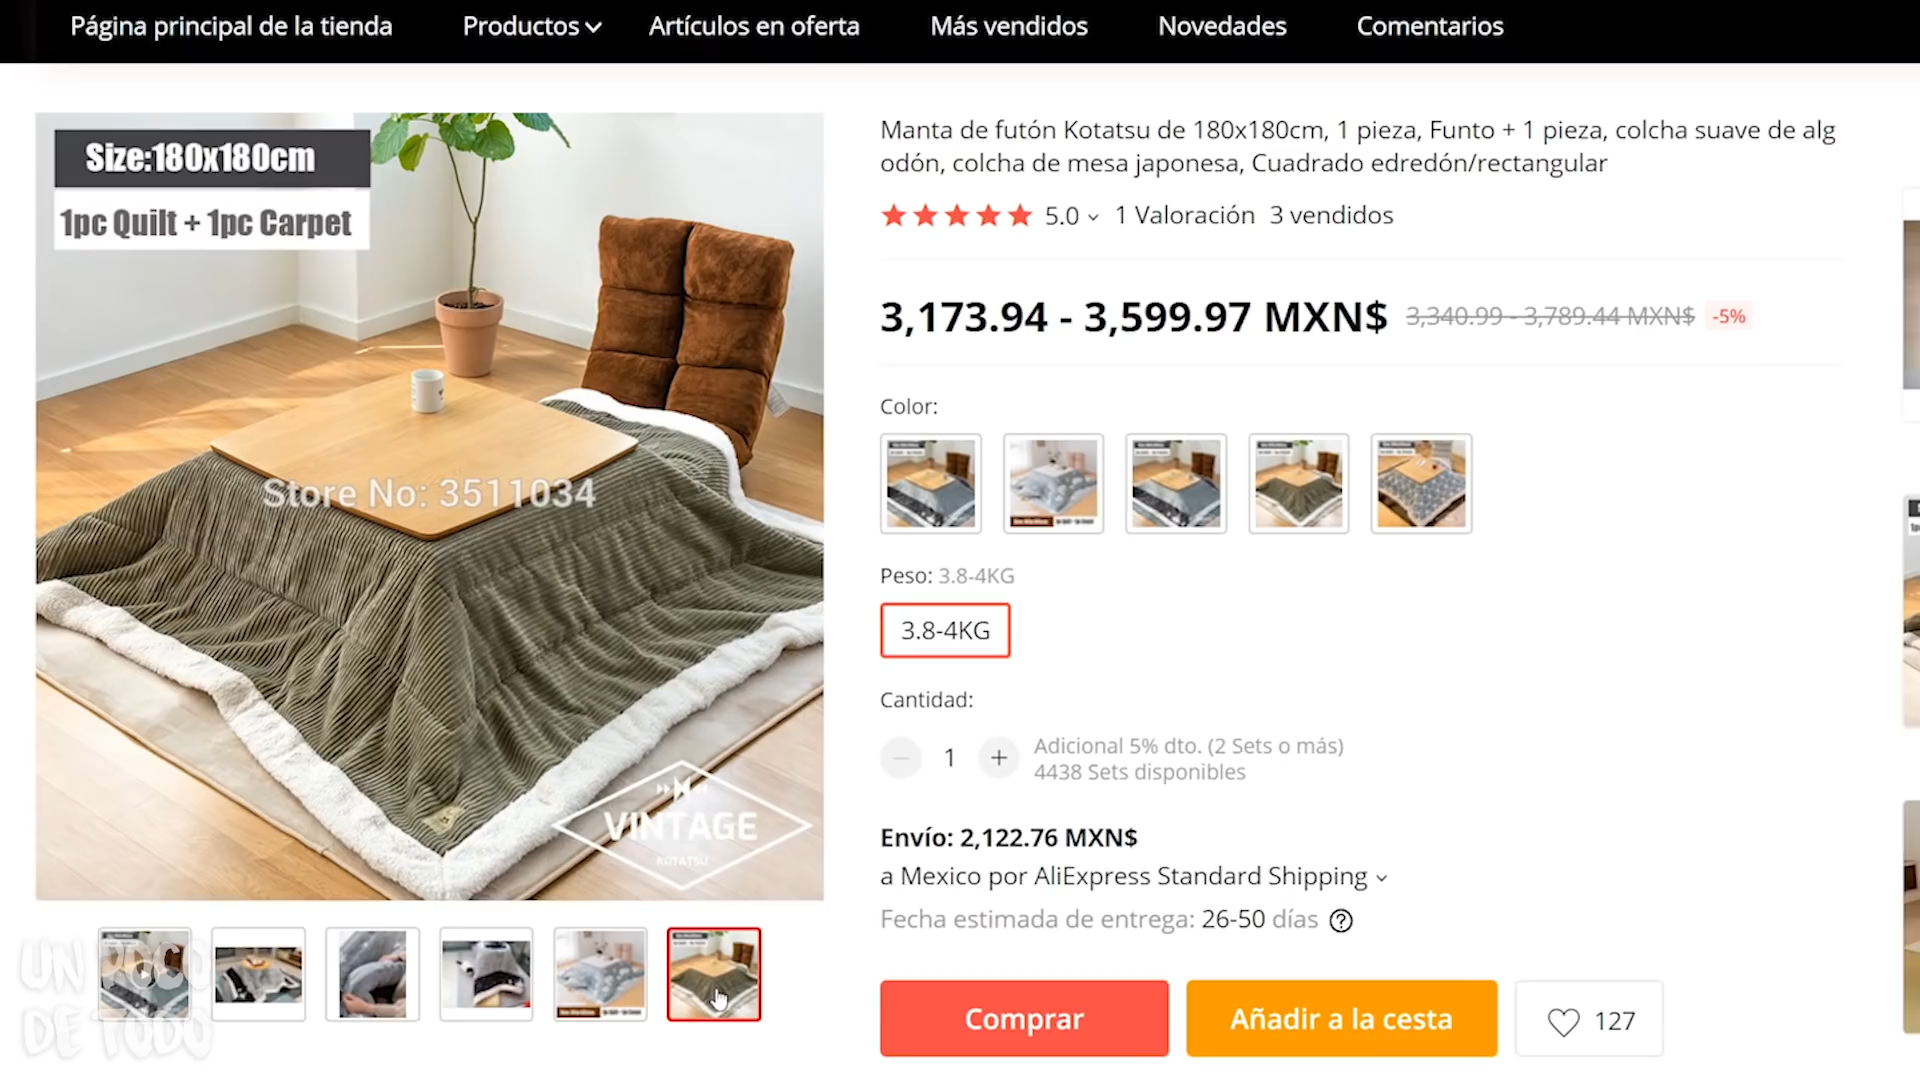 Página principal de la tienda
Productos
Artículos en oferta
Más vendidos
Novedades
Comentarios
Size:180x180cm
1pc Quilt + 1pc Carpet
Store No: 3511034
VINTAGE
KOTATSU
Manta de futón Kotatsu de 180x180cm, 1 pieza, Funto + 1 pieza, colcha suave de alg
odón, colcha de mesa japonesa, Cuadrado edredón/rectangular
5.0
1 Valoración
3 vendidos
3,173.94 - 3,599.97 MXN$
3,340.99 - 3,789.44 MXN$
-5%
Color:
Peso: 3.8-4KG
3.8-4KG
Cantidad:
1
Adicional 5% dto. (2 Sets o más)
4438 Sets disponibles
Envío: 2,122.76 MXN$
a Mexico por AliExpress Standard Shipping
Fecha estimada de entrega: 26-50 días
Comprar
Añadir a la cesta
127
UN POCO
DE TODO